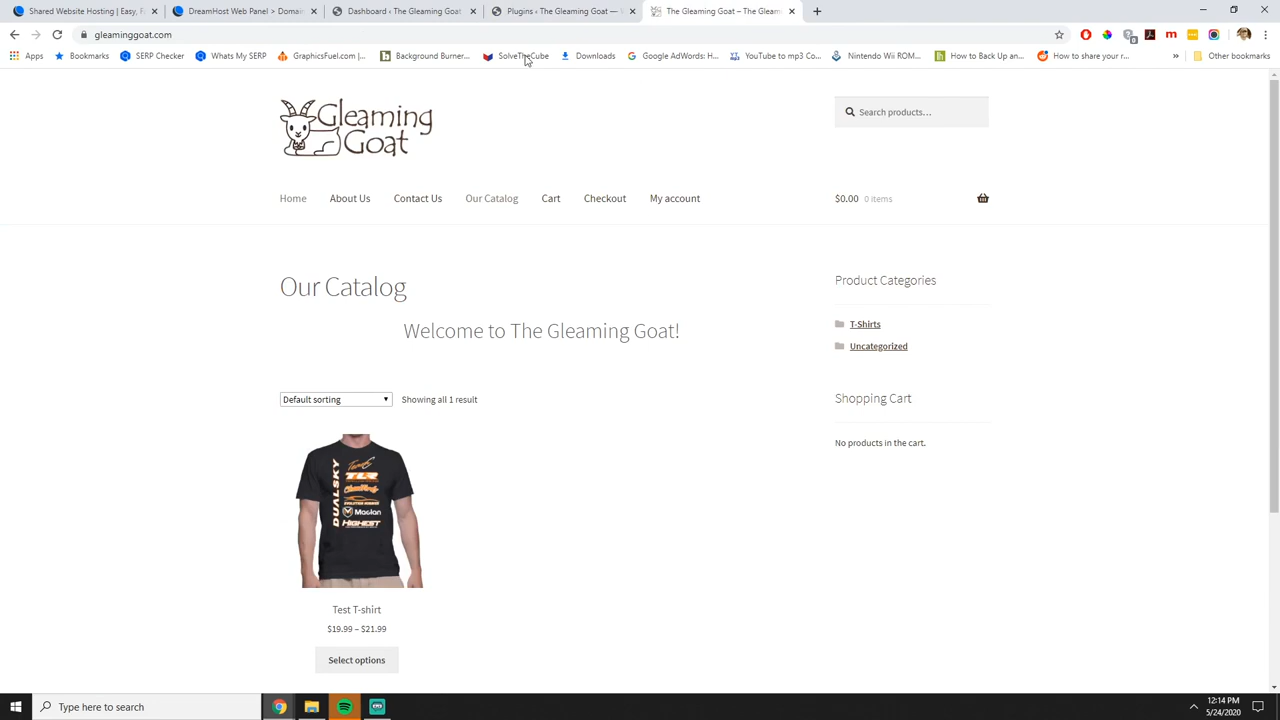 Shared Website Hosting | Easy, F
DreamHost Web Panel > Domain
Dashboard ‹ The Gleaming Goat
Plugins ‹ The Gleaming Goat —
The Gleaming Goat – The Gleam
gleaminggoat.com
Apps
Bookmarks
SERP Checker
Whats My SERP
GraphicsFuel.com |...
Background Burner...
SolveTheCube
Downloads
Google AdWords: H...
YouTube to mp3 Co...
Nintendo Wii ROM...
How to Back Up an...
How to share your r...
»
Other bookmarks
Gleaming
Goat
Search products…
Home
About Us
Contact Us
Our Catalog
Cart
Checkout
My account
$0.00 0 items
Our Catalog
Welcome to The Gleaming Goat!
Product Categories
T-Shirts
Uncategorized
Default sorting
Showing all 1 result
Shopping Cart
No products in the cart.
DUALSKY
TLR
Maclan
HIGHEST
Test T-shirt
$19.99 – $21.99
Select options
Type here to search
12:14 PM
5/24/2020